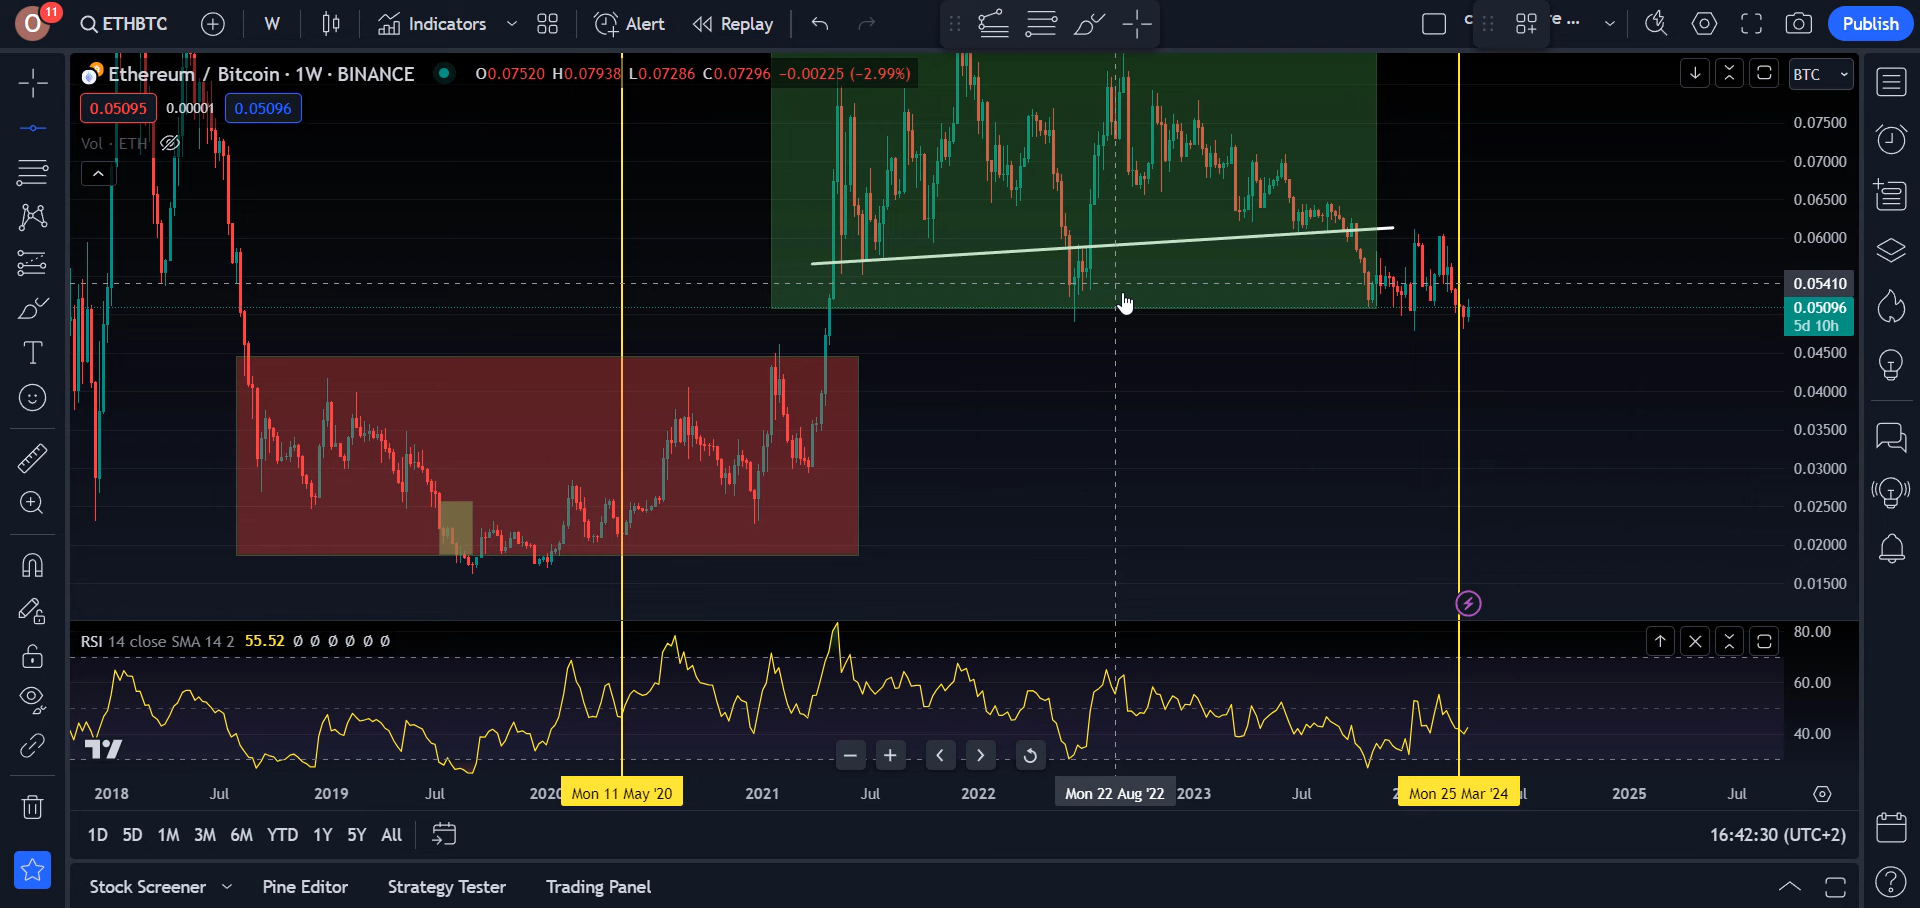 O 11 ETHBTC W Indicators Alert Replay Publish
Ethereum / Bitcoin · 1W · BINANCE O0.07520 H0.07938 L0.07286 C0.07296 −0.00225 (−2.99%) BTC
0.05095 0.00001 0.05096
Vol · ETH
0.07500
0.07000
0.06500
0.06000
0.05410
0.05096
5d 10h
0.04500
0.04000
0.03500
0.03000
0.02500
0.02000
0.01500
RSI 14 close SMA 14 2 55.52 Ø Ø Ø Ø Ø Ø
80.00
60.00
40.00
2018 Jul 2019 Jul 2020 Mon 11 May '20 2021 Jul 2022 Mon 22 Aug '22 2023 Jul Mon 25 Mar '24 2025 Jul
1D 5D 1M 3M 6M YTD 1Y 5Y All 16:42:30 (UTC+2)
Stock Screener Pine Editor Strategy Tester Trading Panel